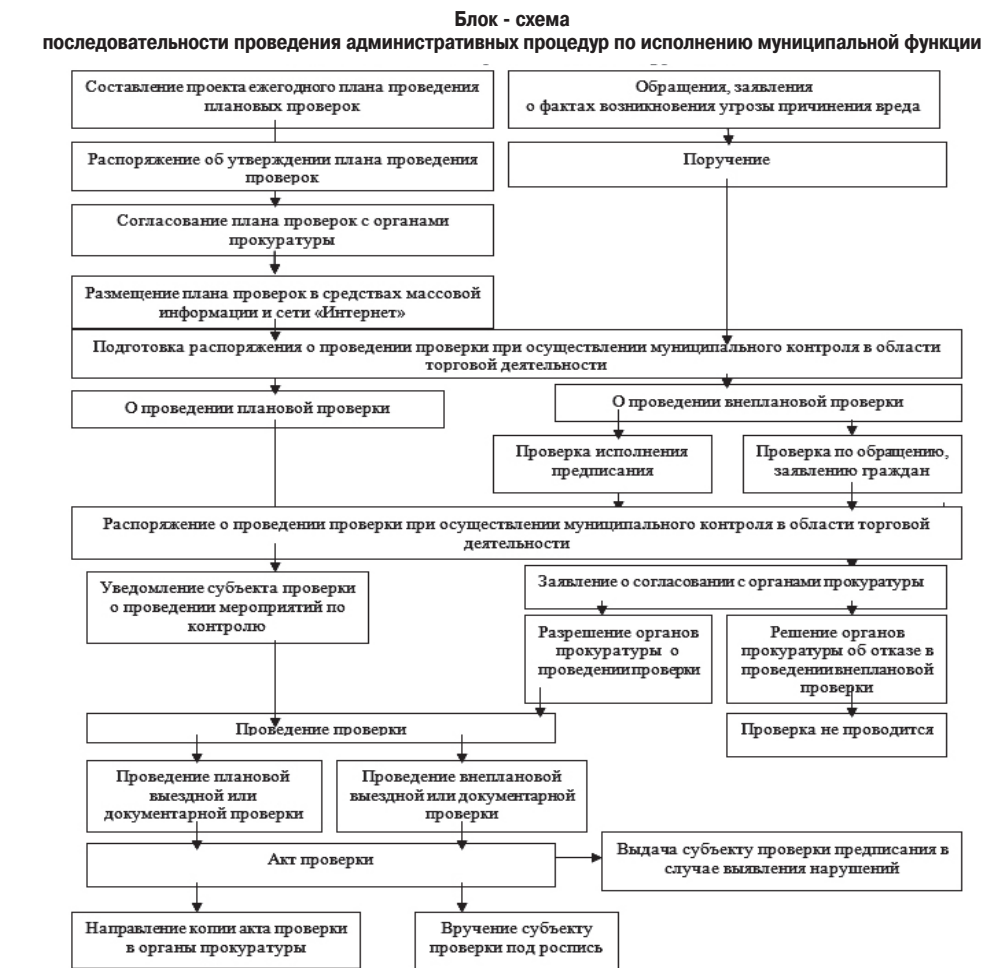 Блок - схема
последовательности проведения административных процедур по исполнению муниципальной функции
Составление проекта ежегодного плана проведения
плановых проверок
Обращения, заявления
о фактах возникновения угрозы причинения вреда
Распоряжение об утверждении плана проведения
проверок
Поручение
Согласование плана проверок с органами
прокуратуры
Размещение плана проверок в средствах массовой
информации и сети «Интернет»
Подготовка распоряжения о проведении проверки при осуществлении муниципального контроля в области
торговой деятельности
О проведении плановой проверки
О проведении внеплановой проверки
Проверка исполнения
предписания
Проверка по обращению,
заявлению граждан
Распоряжение о проведении проверки при осуществлении муниципального контроля в области торговой
деятельности
Уведомление субъекта проверки
о проведении мероприятий по
контролю
Заявление о согласовании с органами прокуратуры
Разрешение органов
прокуратуры о
проведении проверки
Решение органов
прокуратуры об отказе в
проведении внеплановой
проверки
Проведение проверки
Проверка не проводится
Проведение плановой
выездной или
документарной проверки
Проведение внеплановой
выездной или документарной
проверки
Акт проверки
Выдача субъекту проверки предписания в
случае выявления нарушений
Направление копии акта проверки
в органы прокуратуры
Вручение субъекту
проверки под роспись